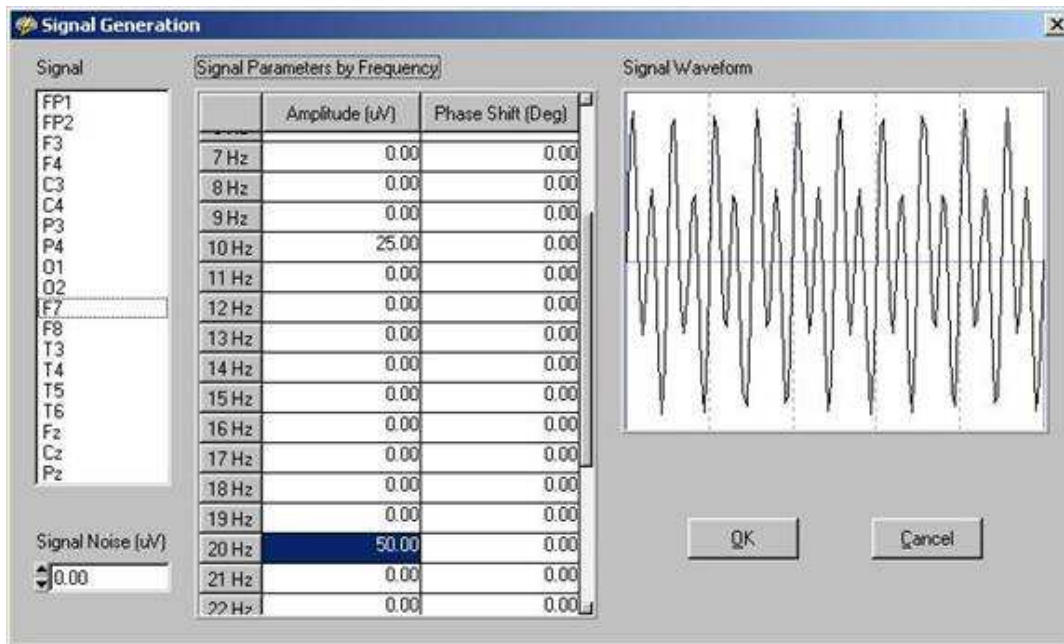 Signal Generation
Signal
Signal Parameters by Frequency
Signal Waveform
FP1
FP2
F3
F4
C3
C4
P3
P4
O1
O2
F7
F8
T3
T4
T5
T6
Fz
Cz
Pz
Amplitude (uV) Phase Shift (Deg)
7 Hz 0.00 0.00
8 Hz 0.00 0.00
9 Hz 0.00 0.00
10 Hz 25.00 0.00
11 Hz 0.00 0.00
12 Hz 0.00 0.00
13 Hz 0.00 0.00
14 Hz 0.00 0.00
15 Hz 0.00 0.00
16 Hz 0.00 0.00
17 Hz 0.00 0.00
18 Hz 0.00 0.00
19 Hz 0.00 0.00
20 Hz 50.00 0.00
21 Hz 0.00 0.00
22 Hz 0.00 0.00
Signal Noise (uV)
0.00
OK
Cancel